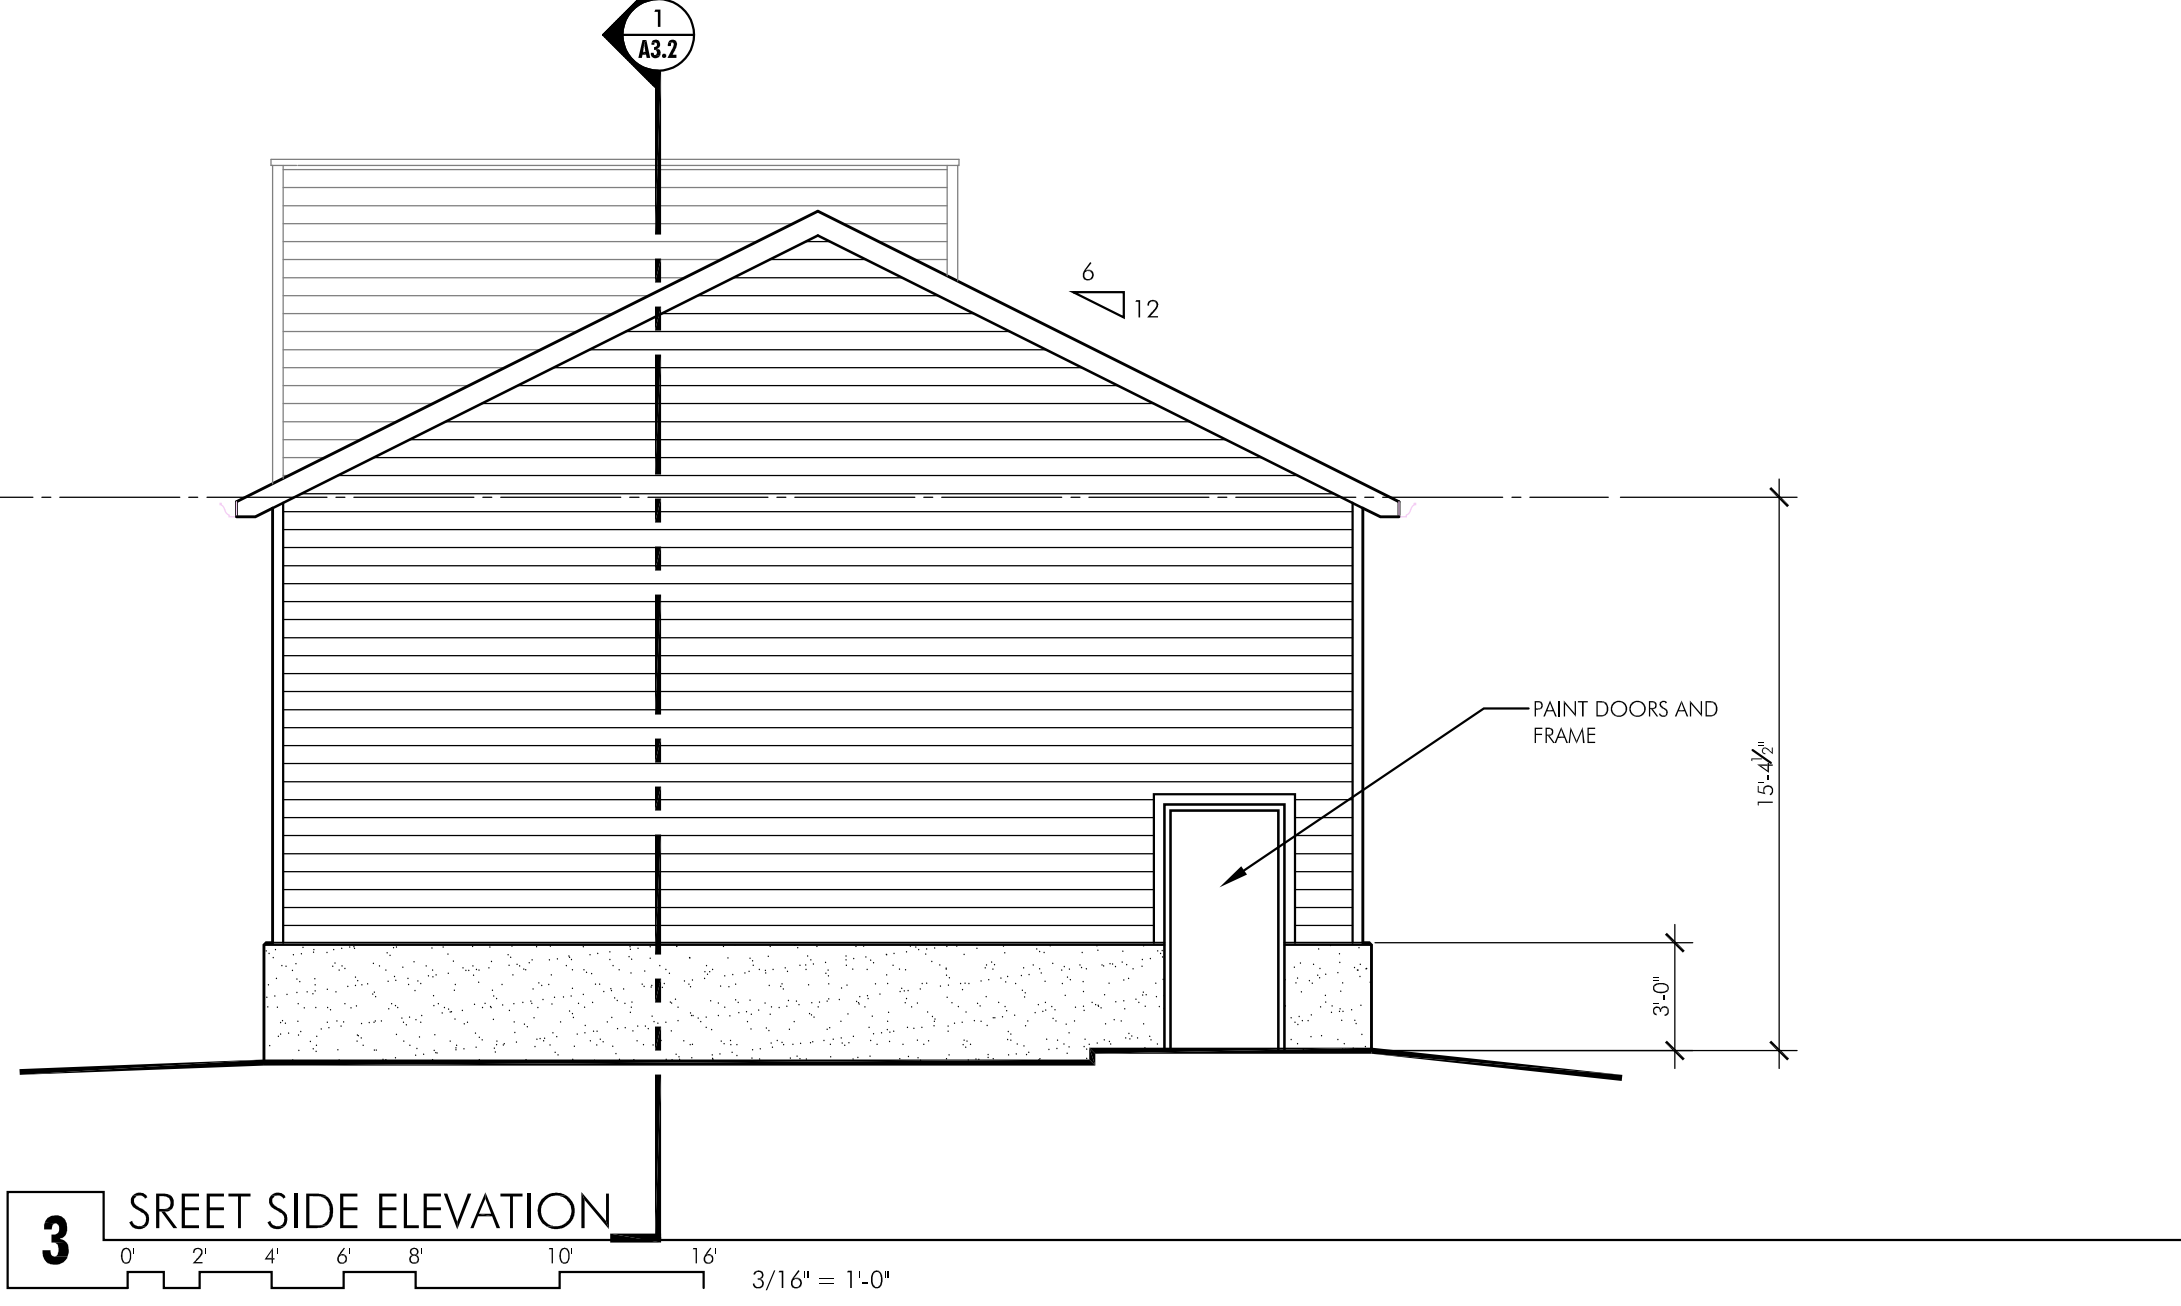 1
A3.2
6
12
PAINT DOORS AND
FRAME
15'-4½"
3'-0"
3
SREET SIDE ELEVATION
0' 2' 4' 6' 8' 10' 16'
3/16" = 1'-0"